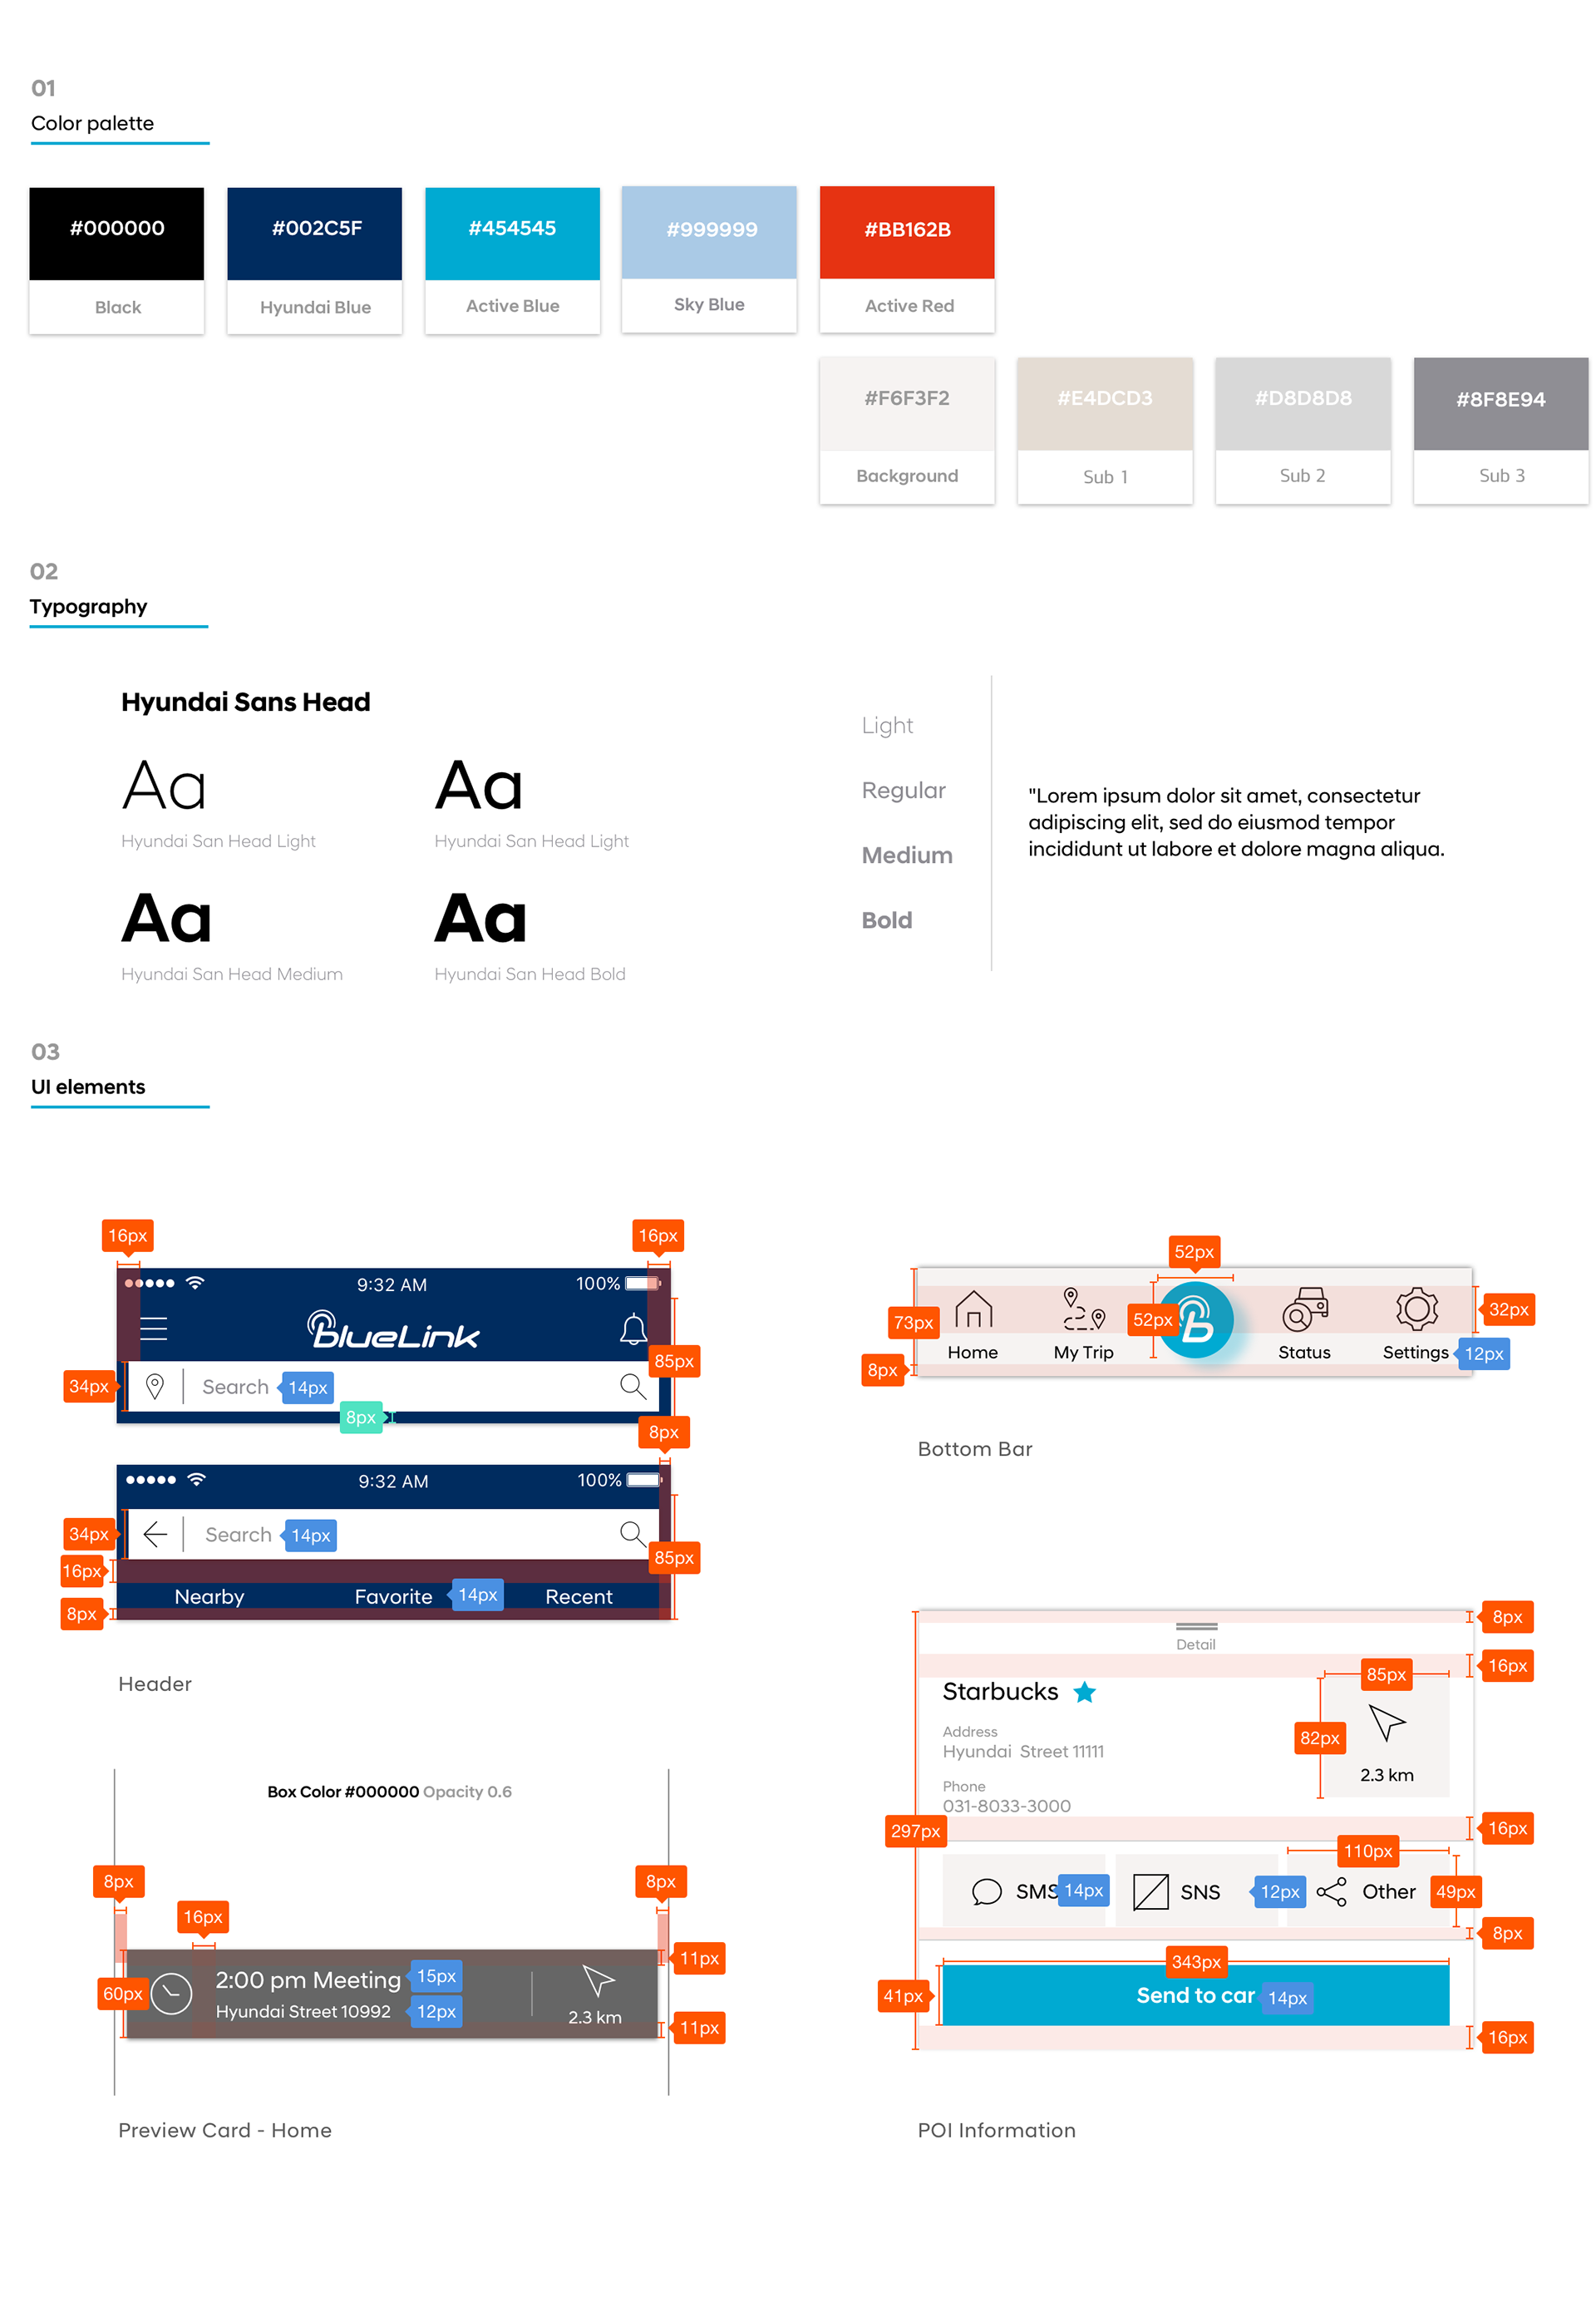 01
Color palette
#000000
Black
#002C5F
Hyundai Blue
#454545
Active Blue
#999999
Sky Blue
#BB162B
Active Red
#F6F3F2
Background
#E4DCD3
Sub 1
#D8D8D8
Sub 2
#8F8E94
Sub 3
02
Typography
Hyundai Sans Head
Aa
Hyundai San Head Light
Aa
Hyundai San Head Light
Aa
Hyundai San Head Medium
Aa
Hyundai San Head Bold
Light
Regular
Medium
Bold
"Lorem ipsum dolor sit amet, consectetur
adipiscing elit, sed do eiusmod tempor
incididunt ut labore et dolore magna aliqua.
03
UI elements
16px
16px
9:32 AM
100%
blueLink
85px
34px
Search
14px
8px
8px
9:32 AM
100%
34px
Search
14px
85px
16px
Nearby
Favorite
14px
Recent
8px
Header
52px
73px
52px
B
32px
Home
My Trip
Status
Settings
12px
8px
Bottom Bar
Box Color #000000 Opacity 0.6
8px
8px
16px
11px
60px
2:00 pm Meeting
15px
Hyundai Street 10992
12px
2.3 km
11px
Preview Card - Home
8px
Detail
16px
85px
Starbucks
Address
Hyundai Street 11111
82px
2.3 km
Phone
031-8033-3000
297px
16px
110px
SMS
14px
SNS
12px
Other
49px
8px
343px
41px
Send to car
14px
16px
POI Information